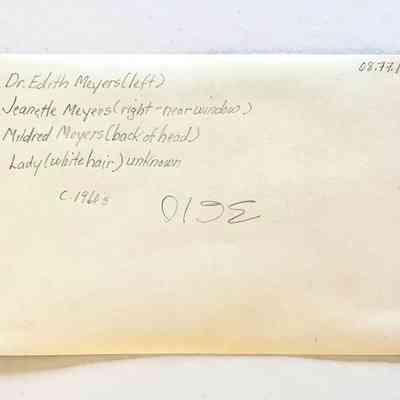 08.77.1
Dr. Edith Meyers (left)
Jeanette Meyers (right - near window)
Mildred Meyers (back of head)
Lady (white hair) unknown
C. 1960s